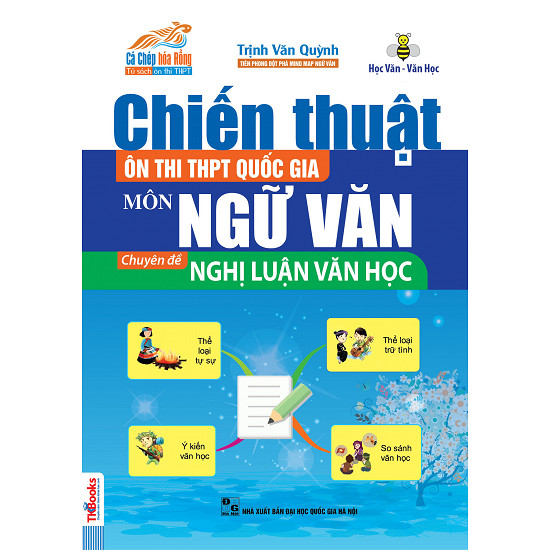 Cá Chép hóa Rồng
Tủ sách ôn thi THPT
Trịnh Văn Quỳnh
TIÊN PHONG ĐỘT PHÁ MIND MAP NGỮ VĂN
Học Văn - Văn Học
Chiến thuật
ÔN THI THPT QUỐC GIA
MÔN
NGỮ VĂN
Chuyên đề
NGHỊ LUẬN VĂN HỌC
Thể
loại
tự sự
Thể loại
trữ tình
Ý kiến
văn học
So sánh
văn học
TKBooks
NHÀ XUẤT BẢN ĐẠI HỌC QUỐC GIA HÀ NỘI